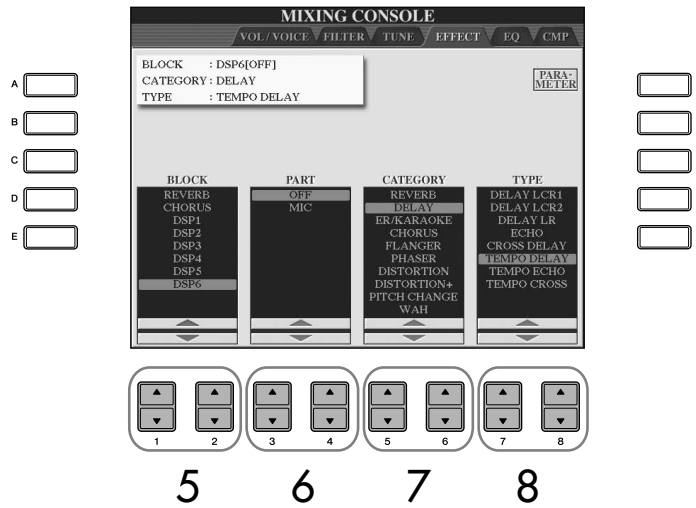 MIXING CONSOLE
VOL / VOICE FILTER TUNE EFFECT EQ CMP
BLOCK : DSP6[OFF]
CATEGORY : DELAY
TYPE : TEMPO DELAY
PARA-
METER
A
B
C
D
E
BLOCK
REVERB
CHORUS
DSP1
DSP2
DSP3
DSP4
DSP5
DSP6
PART
OFF
MIC
CATEGORY
REVERB
DELAY
ER/KARAOKE
CHORUS
FLANGER
PHASER
DISTORTION
DISTORTION+
PITCH CHANGE
WAH
TYPE
DELAY LCR1
DELAY LCR2
DELAY LR
ECHO
CROSS DELAY
TEMPO DELAY
TEMPO ECHO
TEMPO CROSS
1 2 3 4 5 6 7 8
5 6 7 8